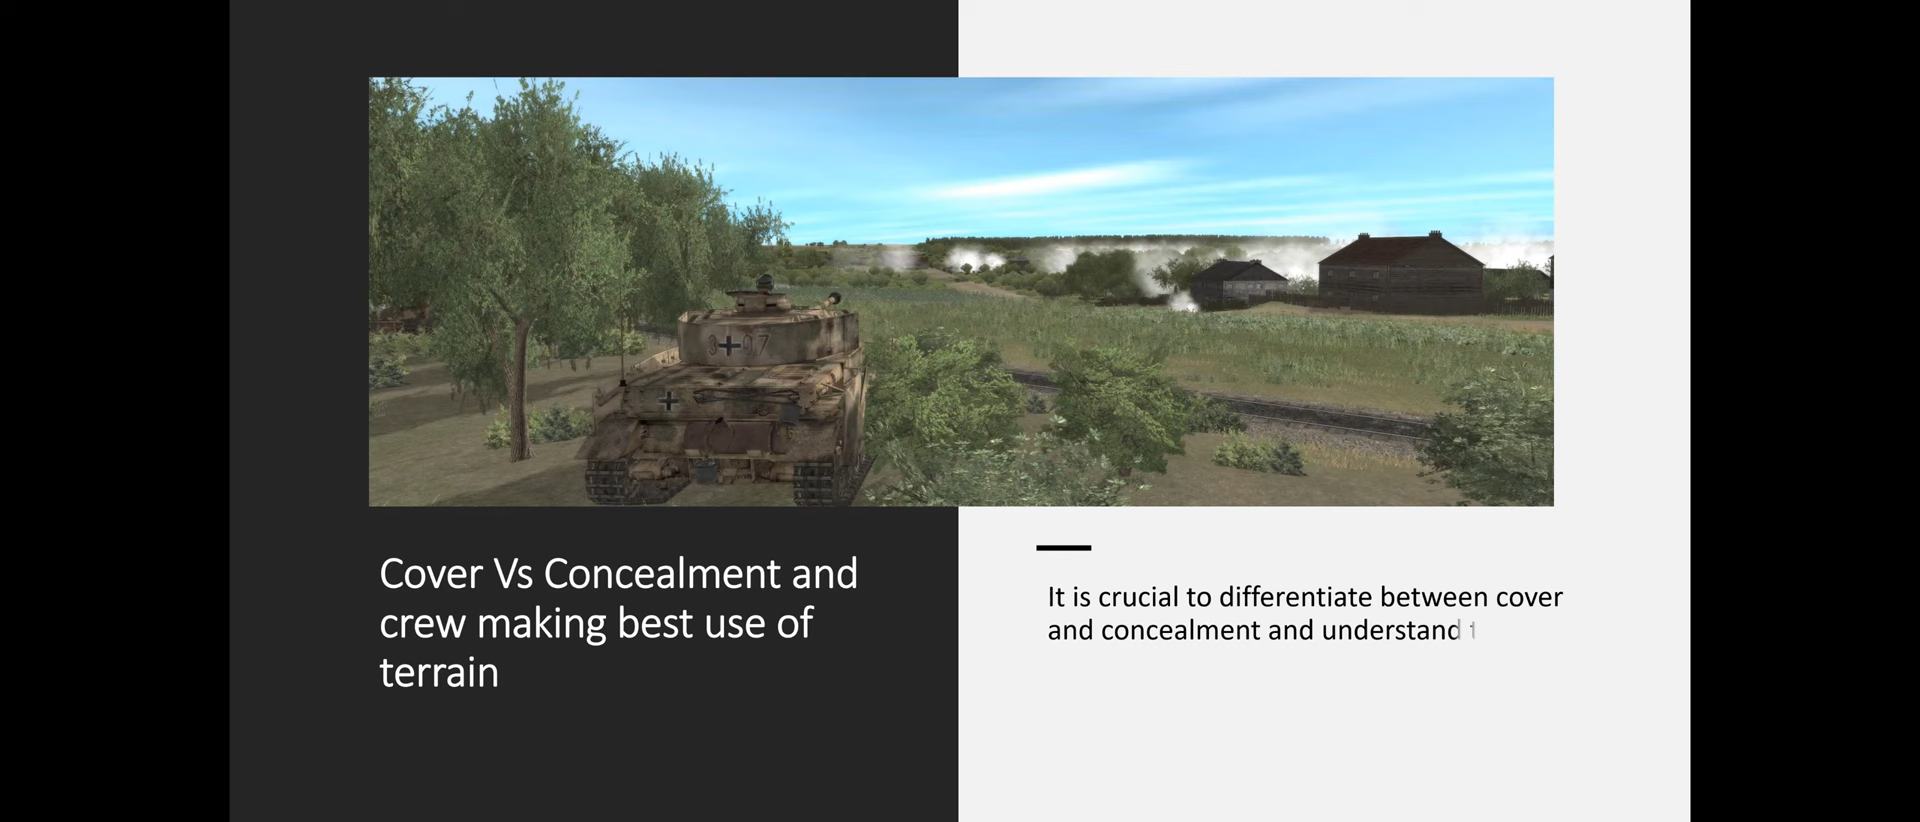 Cover Vs Concealment and
crew making best use of
terrain
It is crucial to differentiate between cover
and concealment and understand t